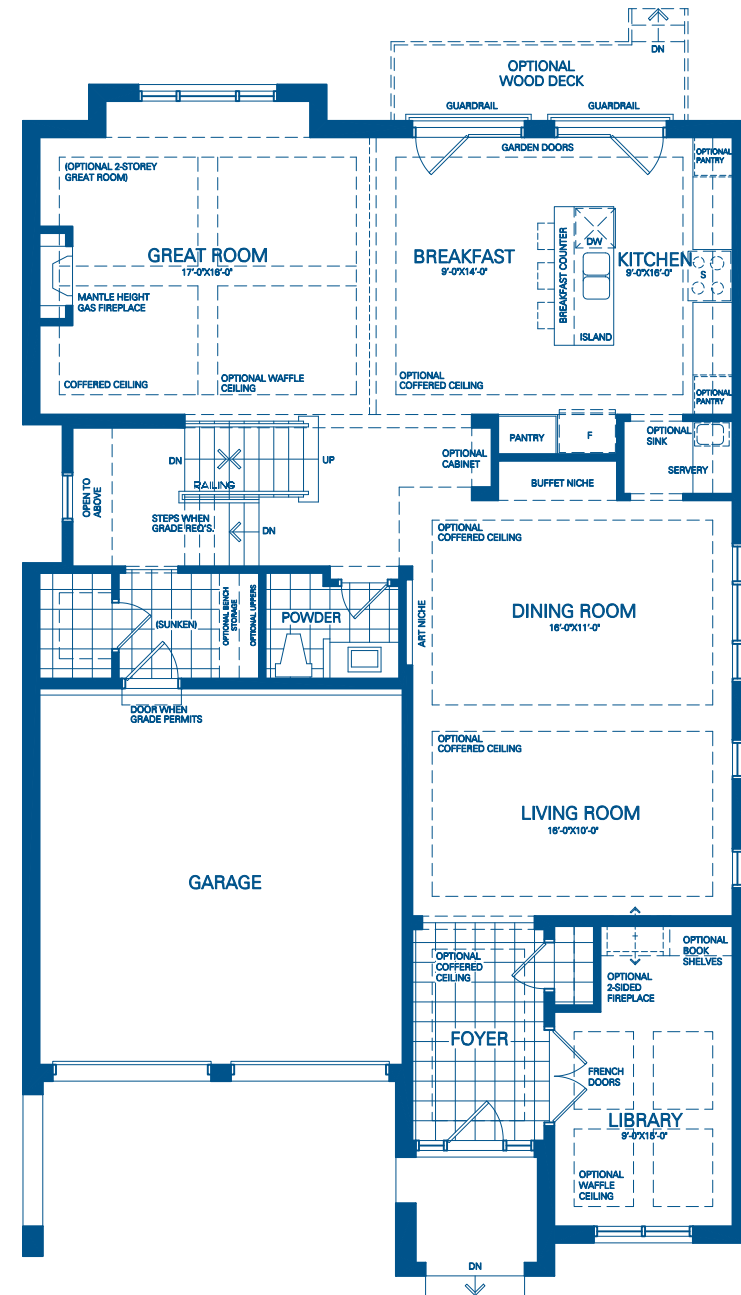 DN
OPTIONAL
WOOD DECK
GUARDRAIL
GUARDRAIL
GARDEN DOORS
(OPTIONAL 2-STOREY
GREAT ROOM)
OPTIONAL
PANTRY
GREAT ROOM
17'-0"X16'-0"
BREAKFAST
9'-0"X14'-0"
BREAKFAST COUNTER
DW
KITCHEN
9'-0"X16'-0"
S
MANTLE HEIGHT
GAS FIREPLACE
ISLAND
COFFERED CEILING
OPTIONAL WAFFLE
CEILING
OPTIONAL
COFFERED CEILING
OPTIONAL
PANTRY
DN
UP
RAILING
OPTIONAL
CABINET
PANTRY
F
OPTIONAL
SINK
SERVERY
BUFFET NICHE
OPEN TO
ABOVE
STEPS WHEN
GRADE REQ'S.
DN
OPTIONAL
COFFERED CEILING
(SUNKEN)
OPTIONAL BENCH
STORAGE
OPTIONAL UPPERS
POWDER
ART NICHE
DINING ROOM
16'-0"X11'-0"
DOOR WHEN
GRADE PERMITS
OPTIONAL
COFFERED CEILING
LIVING ROOM
16'-0"X10'-0"
GARAGE
OPTIONAL
COFFERED
CEILING
OPTIONAL
BOOK
SHELVES
OPTIONAL
2-SIDED
FIREPLACE
FOYER
FRENCH
DOORS
LIBRARY
9'-0"X15'-0"
OPTIONAL
WAFFLE
CEILING
DN